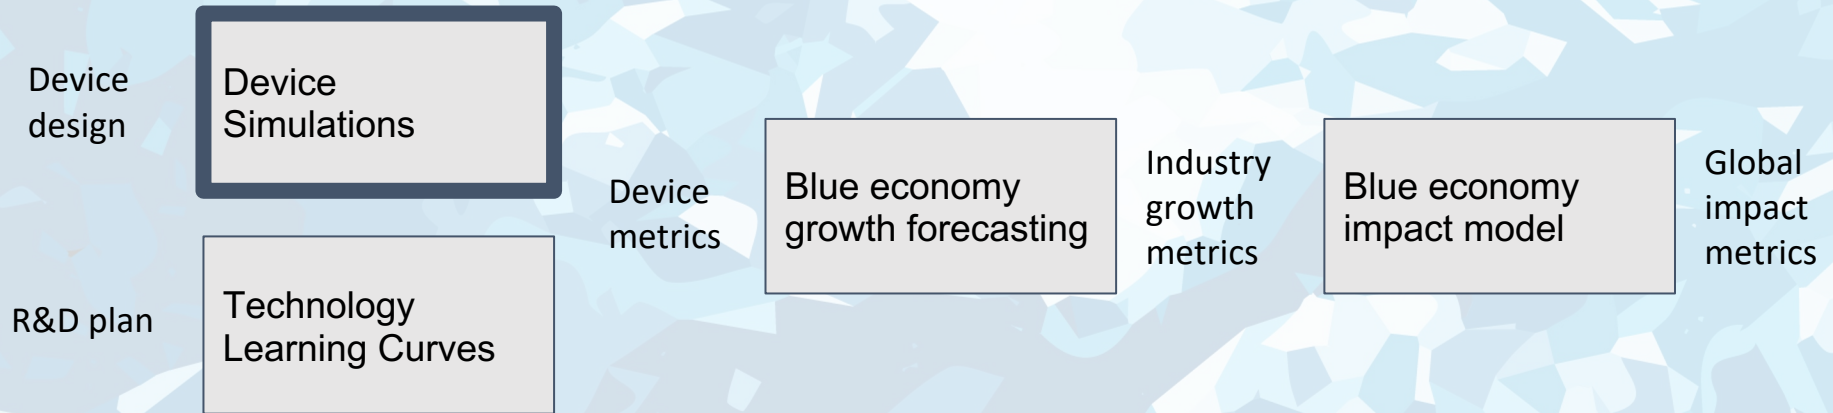 Device
design
Device
Simulations
R&D plan
Technology
Learning Curves
Device
metrics
Blue economy
growth forecasting
Industry
growth
metrics
Blue economy
impact model
Global
impact
metrics